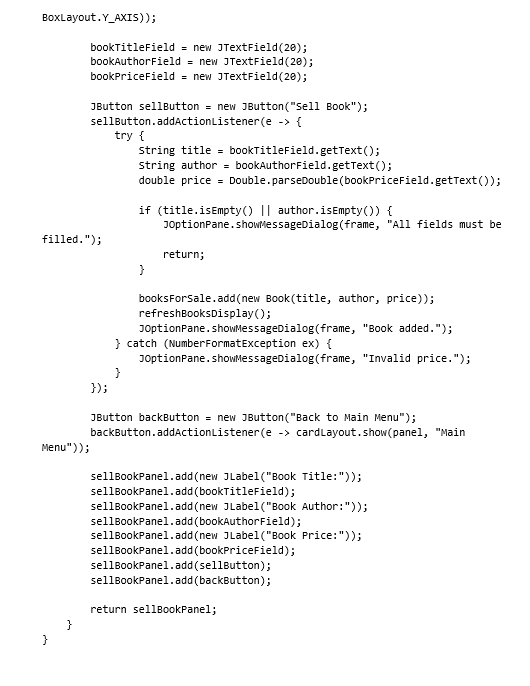 BoxLayout.Y_AXIS));
bookTitleField = new JTextField(20);
bookAuthorField = new JTextField(20);
bookPriceField = new JTextField(20);
JButton sellButton = new JButton("Sell Book");
sellButton.addActionListener(e -> {
try {
String title = bookTitleField.getText();
String author = bookAuthorField.getText();
double price = Double.parseDouble(bookPriceField.getText());
if (title.isEmpty() || author.isEmpty()) {
JOptionPane.showMessageDialog(frame, "All fields must be
filled.");
return;
}
booksForSale.add(new Book(title, author, price));
refreshBooksDisplay();
JOptionPane.showMessageDialog(frame, "Book added.");
} catch (NumberFormatException ex) {
JOptionPane.showMessageDialog(frame, "Invalid price.");
}
});
JButton backButton = new JButton("Back to Main Menu");
backButton.addActionListener(e -> cardLayout.show(panel, "Main
Menu"));
sellBookPanel.add(new JLabel("Book Title:"));
sellBookPanel.add(bookTitleField);
sellBookPanel.add(new JLabel("Book Author:"));
sellBookPanel.add(bookAuthorField);
sellBookPanel.add(new JLabel("Book Price:"));
sellBookPanel.add(bookPriceField);
sellBookPanel.add(sellButton);
sellBookPanel.add(backButton);
return sellBookPanel;
}
}